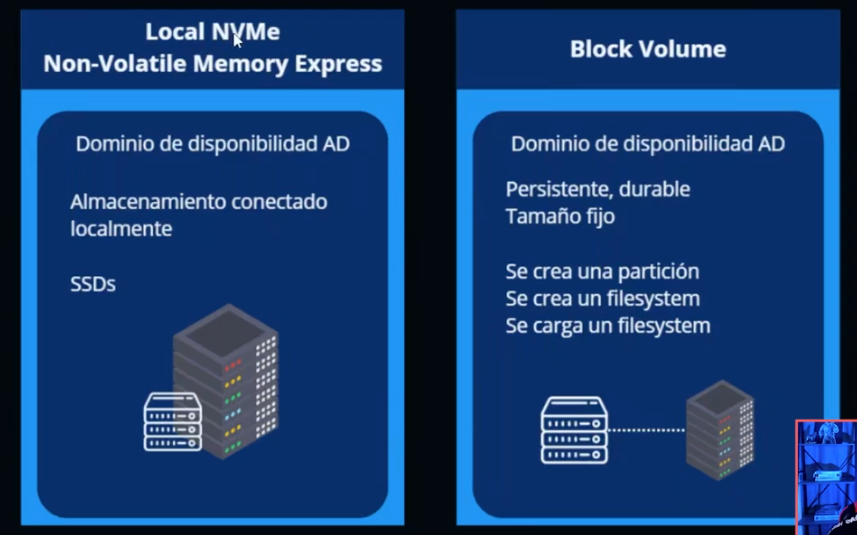 Local NVMe
Non-Volatile Memory Express
Dominio de disponibilidad AD
Almacenamiento conectado
localmente
SSDs
Block Volume
Dominio de disponibilidad AD
Persistente, durable
Tamaño fijo
Se crea una partición
Se crea un filesystem
Se carga un filesystem